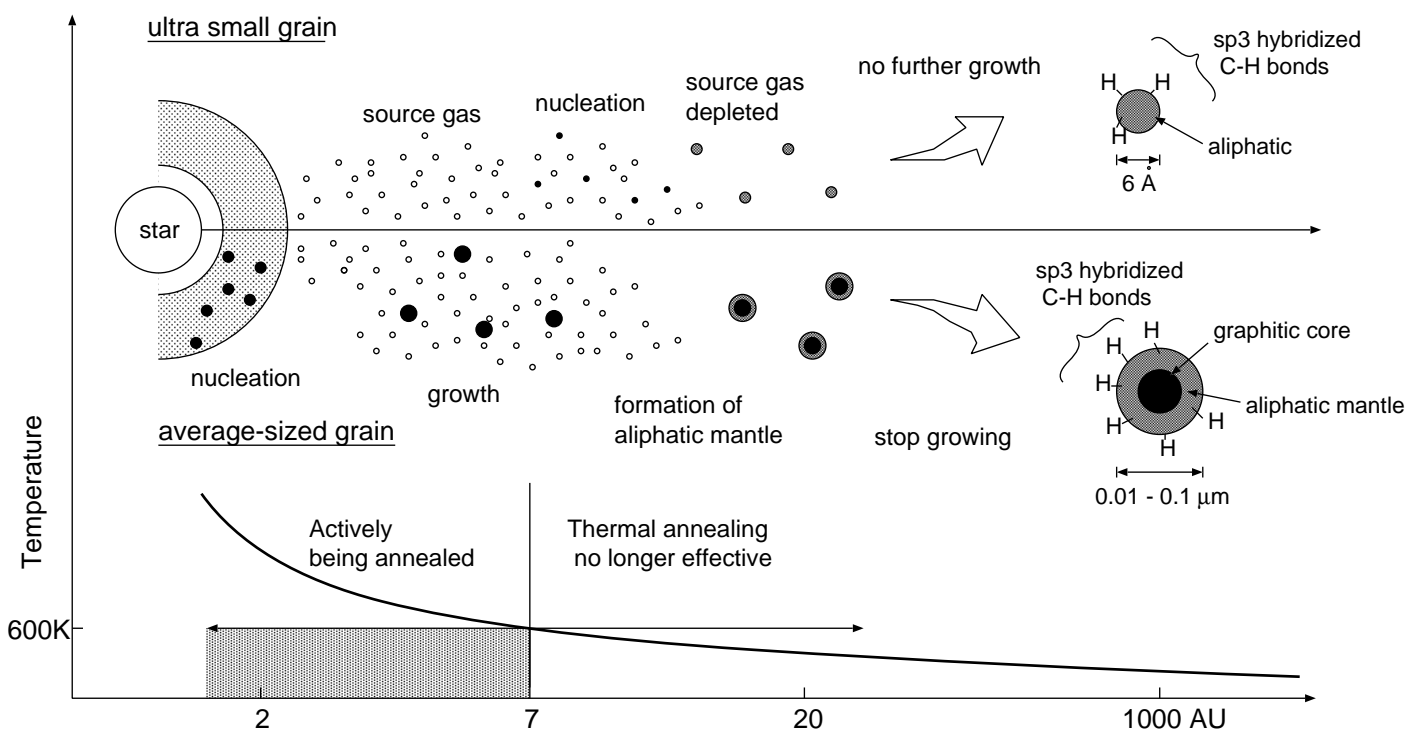 ultra small grain
source gas
nucleation
source gas
depleted
no further growth
sp3 hybridized
C-H bonds
H
H
H
aliphatic
6 Å
star
nucleation
growth
formation of
aliphatic mantle
stop growing
sp3 hybridized
C-H bonds
H
H
H
H
H
H
graphitic core
aliphatic mantle
0.01 - 0.1 μm
average-sized grain
Temperature
Actively
being annealed
Thermal annealing
no longer effective
600K
2
7
20
1000 AU